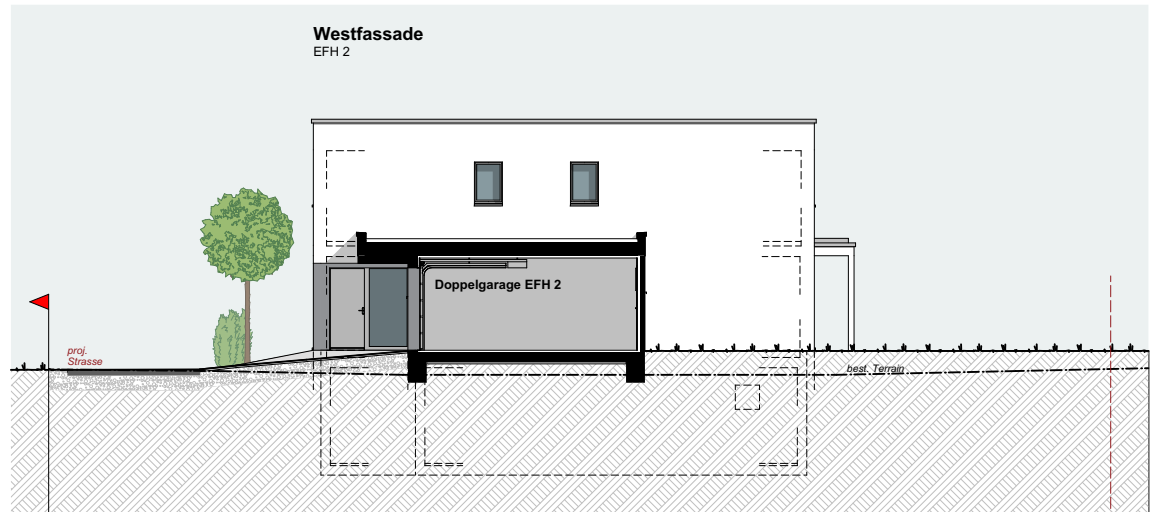 Westfassade
EFH 2
Doppelgarage EFH 2
proj.
Strasse
best. Terrain